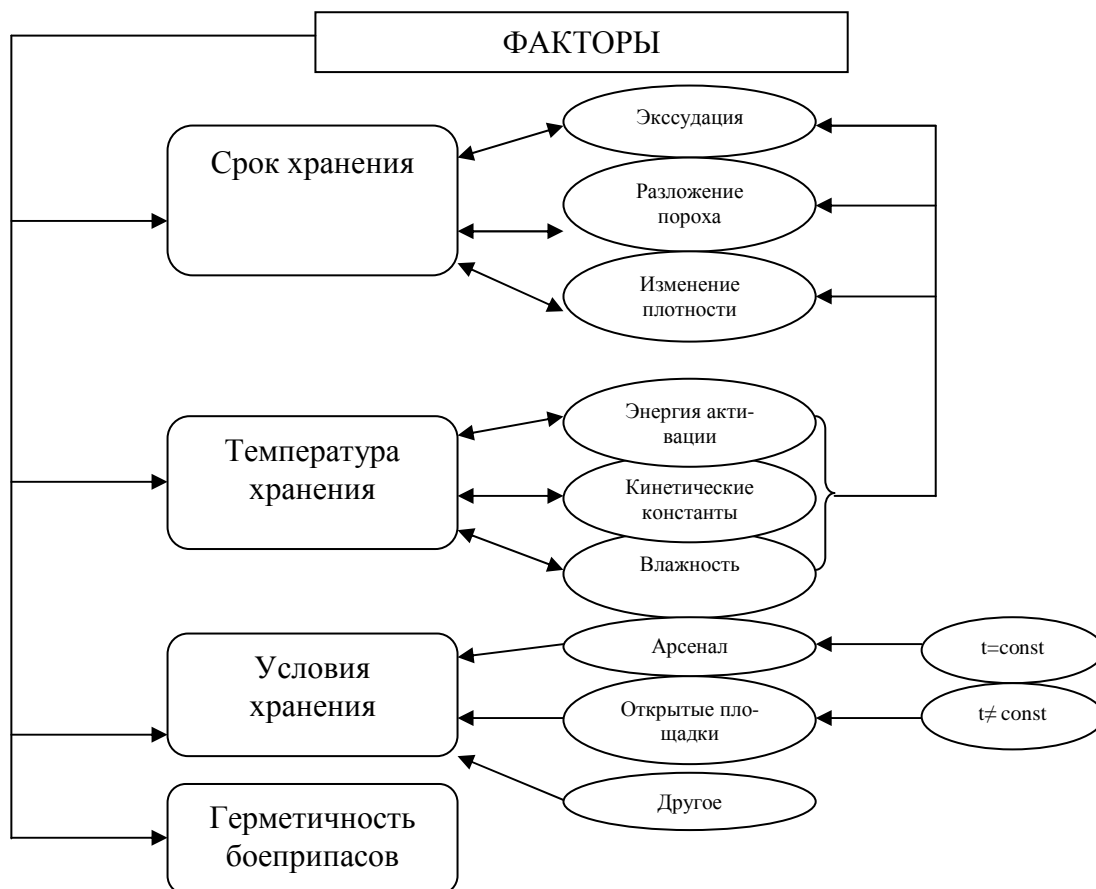 ФАКТОРЫ
Срок хранения
Экссудация
Разложение
пороха
Изменение
плотности
Температура
хранения
Энергия акти-
вации
Кинетические
константы
Влажность
Условия
хранения
Арсенал
t=const
Открытые пло-
щадки
t≠ const
Другое
Герметичность
боеприпасов